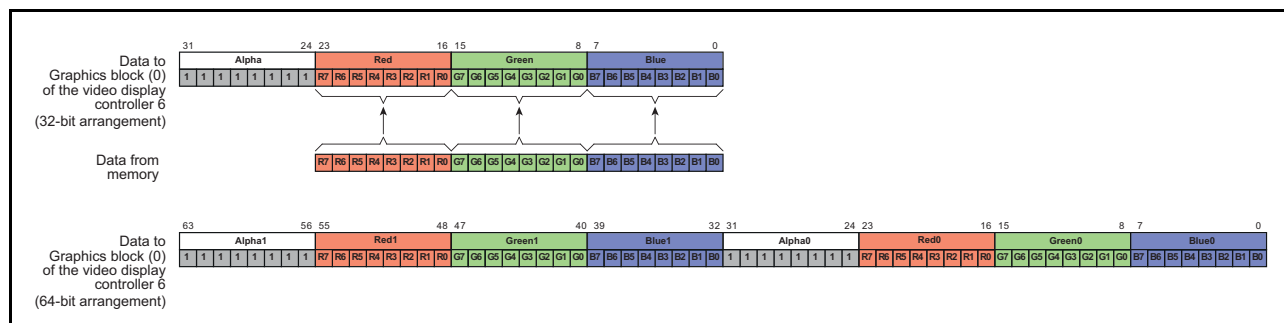 31 24 23 16 15 8 7 0
Data to
Graphics block (0)
of the video display
controller 6
(32-bit arrangement)
Alpha Red Green Blue
1 1 1 1 1 1 1 1 R7 R6 R5 R4 R3 R2 R1 R0 G7 G6 G5 G4 G3 G2 G1 G0 B7 B6 B5 B4 B3 B2 B1 B0
Data from
memory
R7 R6 R5 R4 R3 R2 R1 R0 G7 G6 G5 G4 G3 G2 G1 G0 B7 B6 B5 B4 B3 B2 B1 B0
63 56 55 48 47 40 39 32 31 24 23 16 15 8 7 0
Data to
Graphics block (0)
of the video display
controller 6
(64-bit arrangement)
Alpha1 Red1 Green1 Blue1 Alpha0 Red0 Green0 Blue0
1 1 1 1 1 1 1 1 R7 R6 R5 R4 R3 R2 R1 R0 G7 G6 G5 G4 G3 G2 G1 G0 B7 B6 B5 B4 B3 B2 B1 B0 1 1 1 1 1 1 1 1 R7 R6 R5 R4 R3 R2 R1 R0 G7 G6 G5 G4 G3 G2 G1 G0 B7 B6 B5 B4 B3 B2 B1 B0